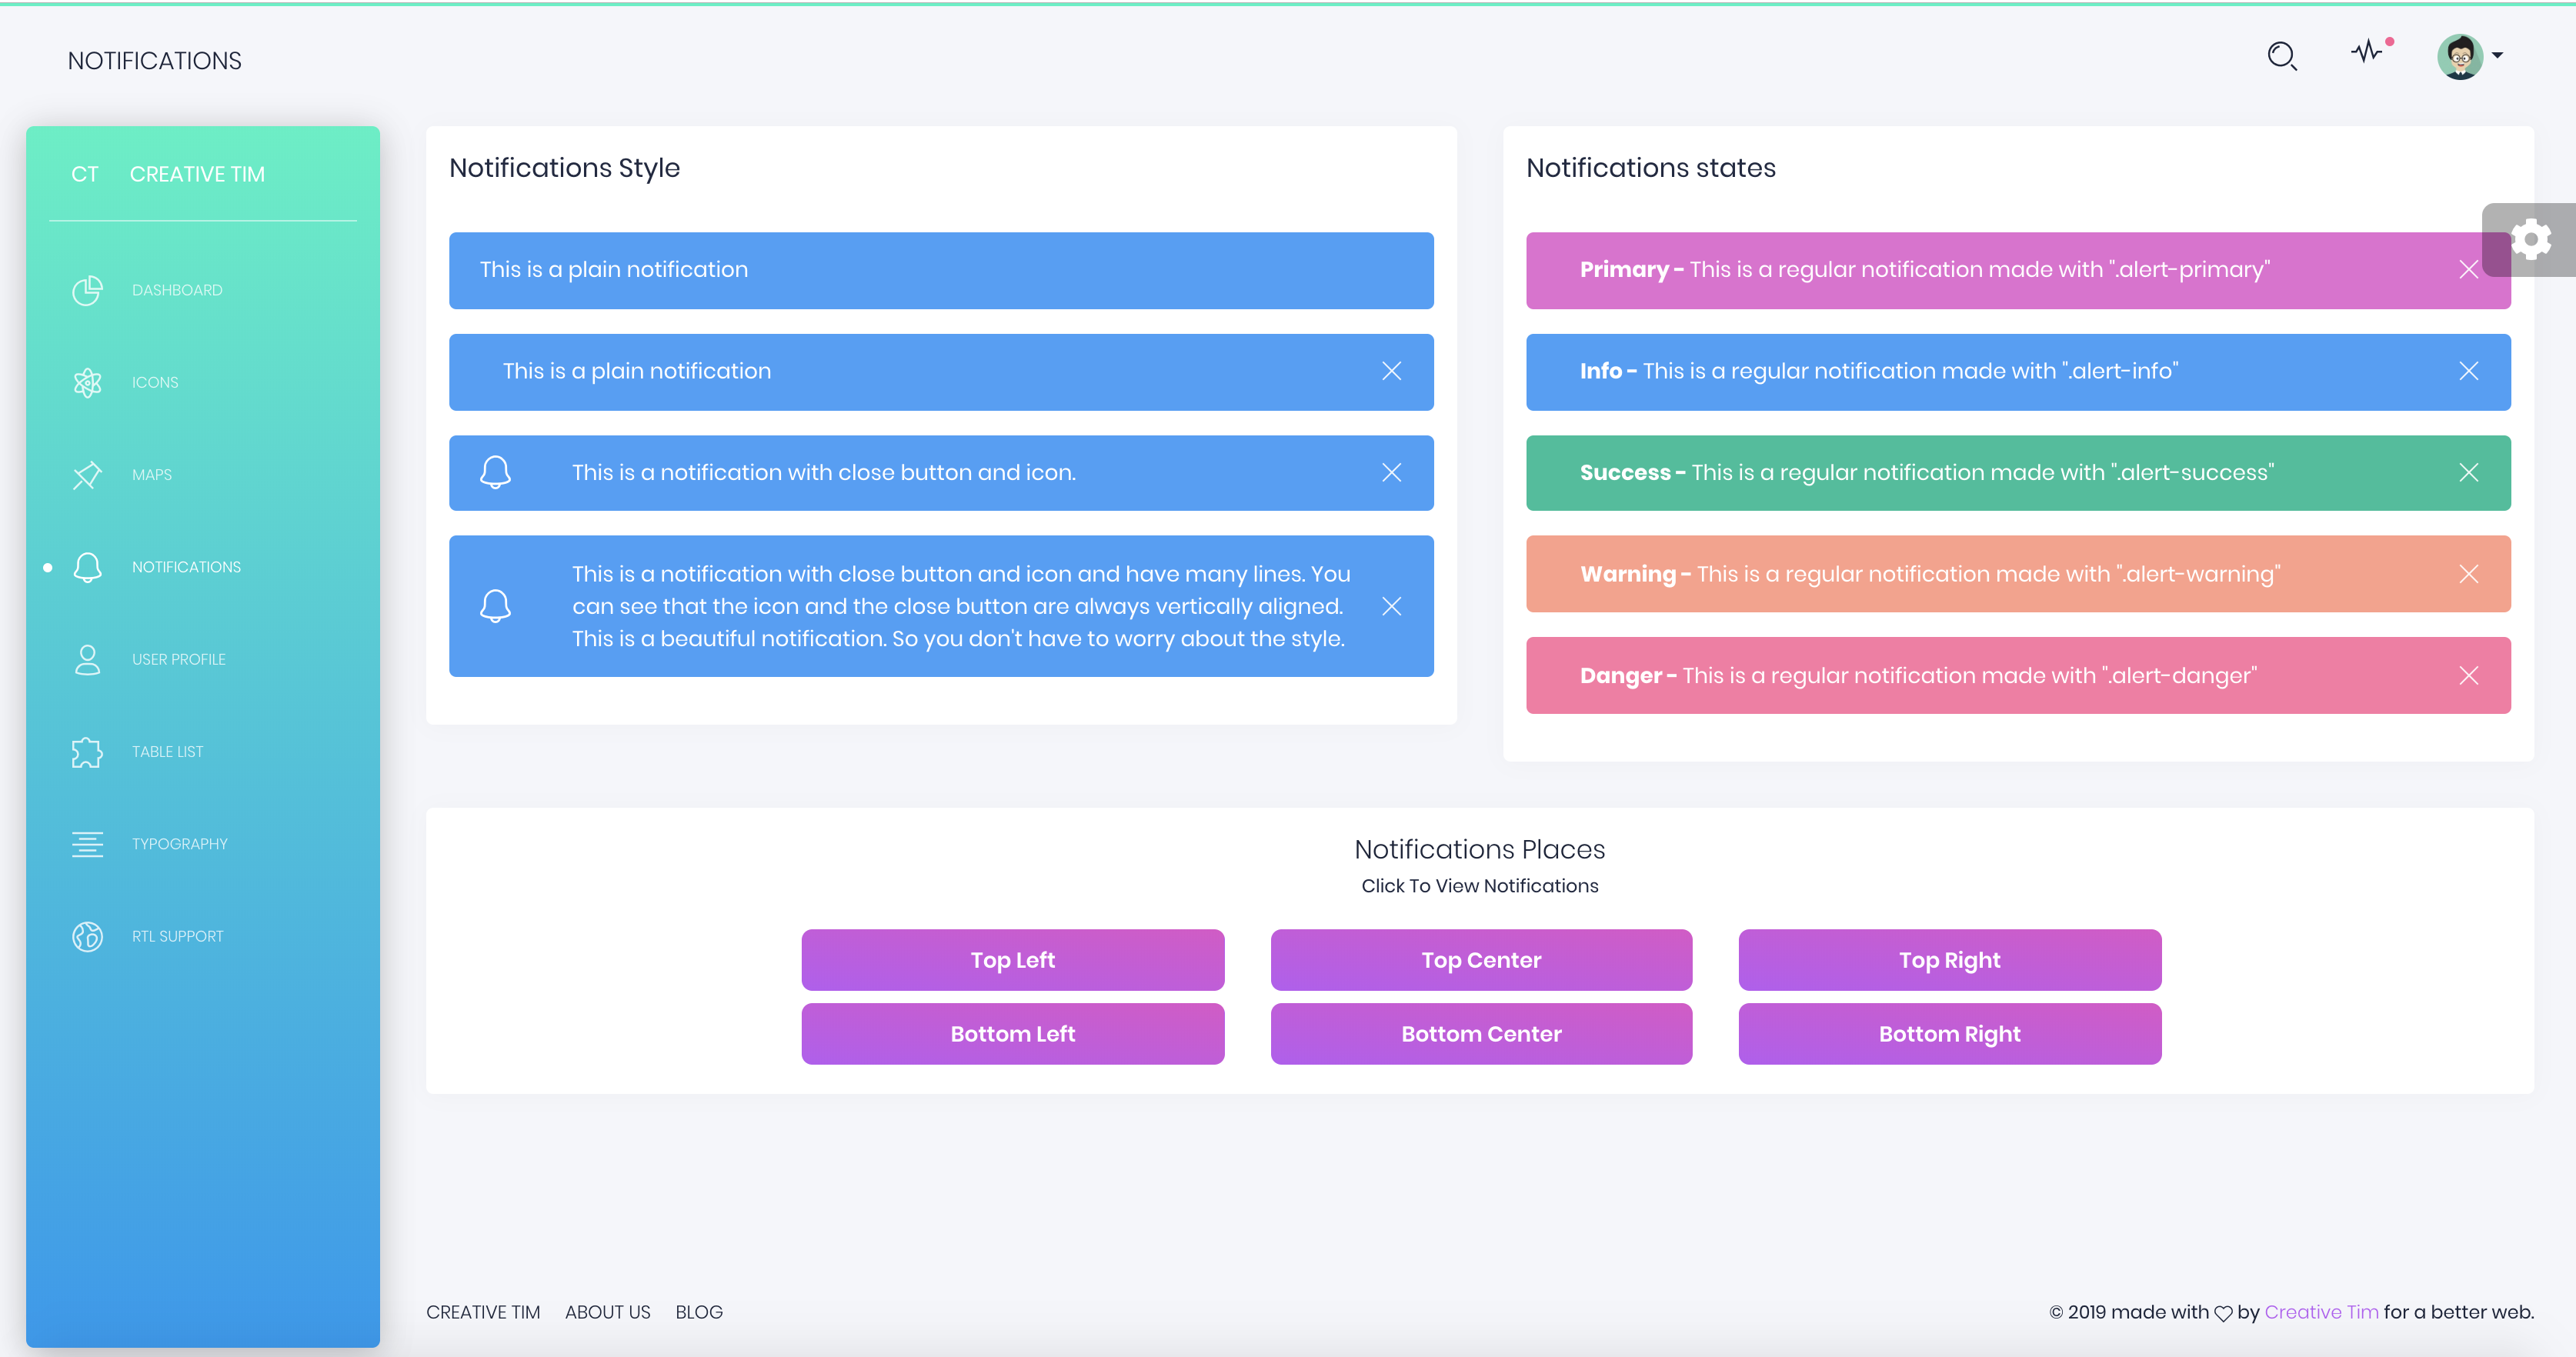 NOTIFICATIONS
CT CREATIVE TIM
DASHBOARD
ICONS
MAPS
NOTIFICATIONS
USER PROFILE
TABLE LIST
TYPOGRAPHY
RTL SUPPORT
Notifications Style
This is a plain notification
This is a plain notification
This is a notification with close button and icon.
This is a notification with close button and icon and have many lines. You
can see that the icon and the close button are always vertically aligned.
This is a beautiful notification. So you don't have to worry about the style.
Notifications states
Primary - This is a regular notification made with ".alert-primary"
Info - This is a regular notification made with ".alert-info"
Success - This is a regular notification made with ".alert-success"
Warning - This is a regular notification made with ".alert-warning"
Danger - This is a regular notification made with ".alert-danger"
Notifications Places
Click To View Notifications
Top Left Top Center Top Right
Bottom Left Bottom Center Bottom Right
CREATIVE TIM ABOUT US BLOG
© 2019 made with by Creative Tim for a better web.